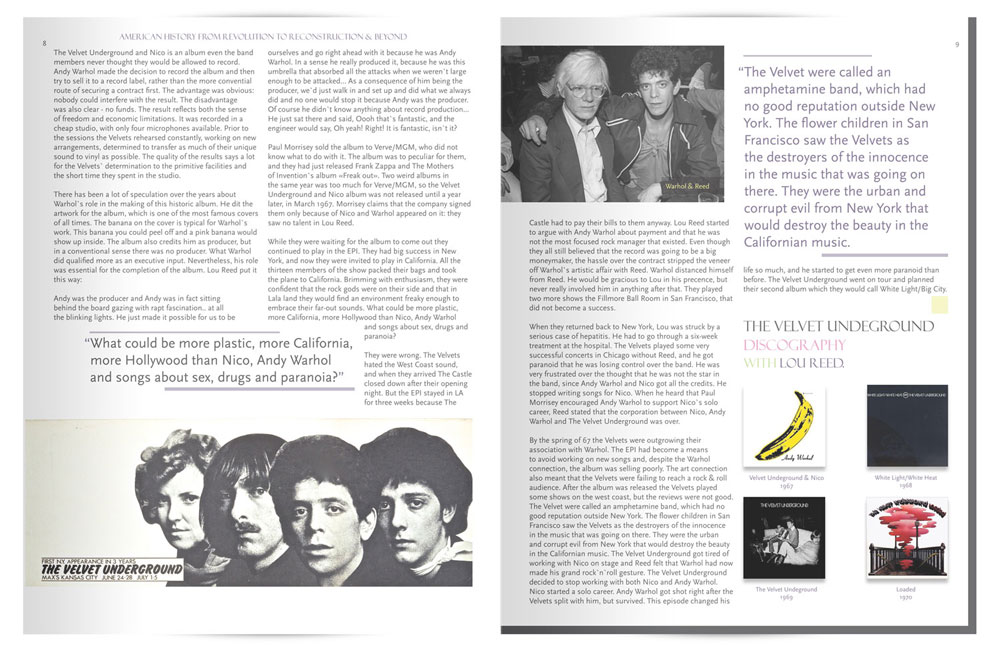 8
AMERICAN HISTORY FROM REVOLUTION TO RECONSTRUCTION & BEYOND
The Velvet Underground and Nico is an album even the band
members never thought they would be allowed to record.
Andy Warhol made the decision to record the album and then
try to sell it to a record label, rather than the more convential
route of securing a contract first. The advantage was obvious:
nobody could interfere with the result. The disadvantage
was also clear - no funds. The result reflects both the sense
of freedom and economic limitations. It was recorded in a
cheap studio, with only four microphones available. Prior to
the sessions the Velvets rehearsed constantly, working on new
arrangements, determined to transfer as much of their unique
sound to vinyl as possible. The quality of the results says a lot
for the Velvets' determination to the primitive facilities and
the short time they spent in the studio.
There has been a lot of speculation over the years about
Warhol's role in the making of this historic album. He dit the
artwork for the album, which is one of the most famous covers
of all times. The banana on the cover is typical for Warhol's
work. This banana you could peel off and a pink banana would
show up inside. The album also credits him as producer, but
in a conventional sense there was no producer. What Warhol
did qualified more as an executive input. Nevertheless, his role
was essential for the completion of the album. Lou Reed put it
this way:
Andy was the producer and Andy was in fact sitting
behind the board gazing with rapt fascination.. at all
the blinking lights. He just made it possible for us to be
ourselves and go right ahead with it because he was Andy
Warhol. In a sense he really produced it, because he was this
umbrella that absorbed all the attacks when we weren't large
enough to be attacked... As a consequence of him being the
producer, we'd just walk in and set up and did what we always
did and no one would stop it because Andy was the producer.
Of course he didn't know anything about record production...
He just sat there and said, Oooh that's fantastic, and the
engineer would say, Oh yeah! Right! It is fantastic, isn't it?
Paul Morrisey sold the album to Verve/MGM, who did not
know what to do with it. The album was to peculiar for them,
and they had just released Frank Zappa and The Mothers
of Invention's album «Freak out». Two weird albums in
the same year was too much for Verve/MGM, so the Velvet
Underground and Nico album was not released until a year
later, in March 1967. Morrisey claims that the company signed
them only because of Nico and Warhol appeared on it: they
saw no talent in Lou Reed.
While they were waiting for the album to come out they
continued to play in the EPI. They had big success in New
York, and now they were invited to play in California. All the
thirteen members of the show packed their bags and took
the plane to California. Brimming with enthusiasm, they were
confident that the rock gods were on their side and that in
Lala land they would find an environment freaky enough to
embrace their far-out sounds. What could be more plastic,
more California, more Hollywood than Nico, Andy Warhol
and songs about sex, drugs and
paranoia?
They were wrong. The Velvets
hated the West Coast sound,
and when they arrived The Castle
closed down after their opening
night. But the EPI stayed in LA
for three weeks because The
“What could be more plastic, more California,
more Hollywood than Nico, Andy Warhol
and songs about sex, drugs and paranoia?”
FIRST N.Y. APPEARANCE IN 3 YEARS
THE VELVET UNDERGROUND
MAX'S KANSAS CITY JUNE 24-28 JULY 1-5
9
Warhol & Reed
Castle had to pay their bills to them anyway. Lou Reed started
to argue with Andy Warhol about payment and that he was
not the most focused rock manager that existed. Even though
they all still believed that the record was going to be a big
moneymaker, the hassle over the contract stripped the veneer
off Warhol's artistic affair with Reed. Warhol distanced himself
from Reed. He would be gracious to Lou in his precence, but
never really involved him in anything after that. They played
two more shows the Fillmore Ball Room in San Francisco, that
did not become a success.
When they returned back to New York, Lou was struck by a
serious case of hepatitis. He had to go through a six-week
treatment at the hospital. The Velvets played some very
successful concerts in Chicago without Reed, and he got
paranoid that he was losing control over the band. He was
very frustrated over the thought that he was not the star in
the band, since Andy Warhol and Nico got all the credits. He
stopped writing songs for Nico. When he heard that Paul
Morrisey encouraged Andy Warhol to support Nico's solo
career, Reed stated that the corporation between Nico, Andy
Warhol and The Velvet Underground was over.
By the spring of 67 the Velvets were outgrowing their
association with Warhol. The EPI had become a means
to avoid working on new songs and, despite the Warhol
connection, the album was selling poorly. The art connection
also meant that the Velvets were failing to reach a rock & roll
audience. After the album was released the Velvets played
some shows on the west coast, but the reviews were not good.
The Velvet were called an amphetamine band, which had no
good reputation outside New York. The flower children in San
Francisco saw the Velvets as the destroyers of the innocence
in the music that was going on there. They were the urban
and corrupt evil from New York that would destroy the beauty
in the Californian music. The Velvet Underground got tired of
working with Nico on stage and Reed felt that Warhol had now
made his grand rock'n'roll gesture. The Velvet Underground
decided to stop working with both Nico and Andy Warhol.
Nico started a solo career. Andy Warhol got shot right after the
Velvets split with him, but survived. This episode changed his
“The Velvet were called an
amphetamine band, which had
no good reputation outside New
York. The flower children in San
Francisco saw the Velvets as
the destroyers of the innocence
in the music that was going on
there. They were the urban and
corrupt evil from New York that
would destroy the beauty in the
Californian music.
life so much, and he started to get even more paranoid than
before. The Velvet Underground went on tour and planned
their second album which they would call White Light/Big City.
THE VELVET UNDEGROUND
DISCOGRAPHY
WITH LOU REED.
Andy Warhol
Velvet Undeground & Nico
1967
WHITE LIGHT/WHITE HEAT THE VELVET UNDERGROUND
White Light/White Heat
1968
THE VELVET UNDERGROUND
The Velvet Undeground
1969
Loaded
1970